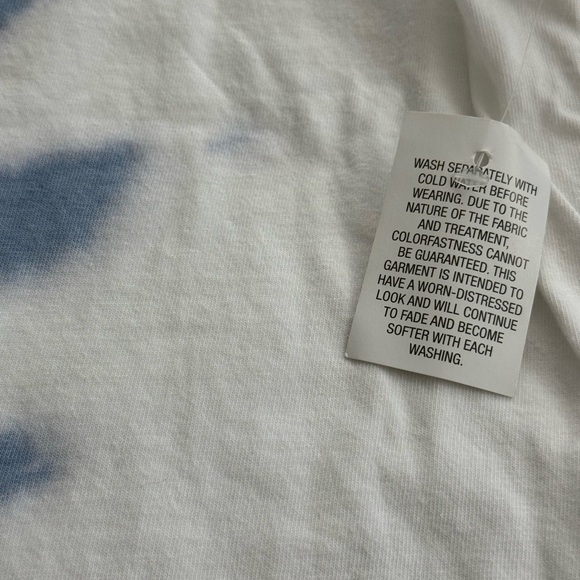 WASH SEPARATELY WITH
COLD WATER BEFORE
WEARING. DUE TO THE
NATURE OF THE FABRIC
AND TREATMENT,
COLORFASTNESS CANNOT
BE GUARANTEED. THIS
GARMENT IS INTENDED TO
HAVE A WORN-DISTRESSED
LOOK AND WILL CONTINUE
TO FADE AND BECOME
SOFTER WITH EACH
WASHING.